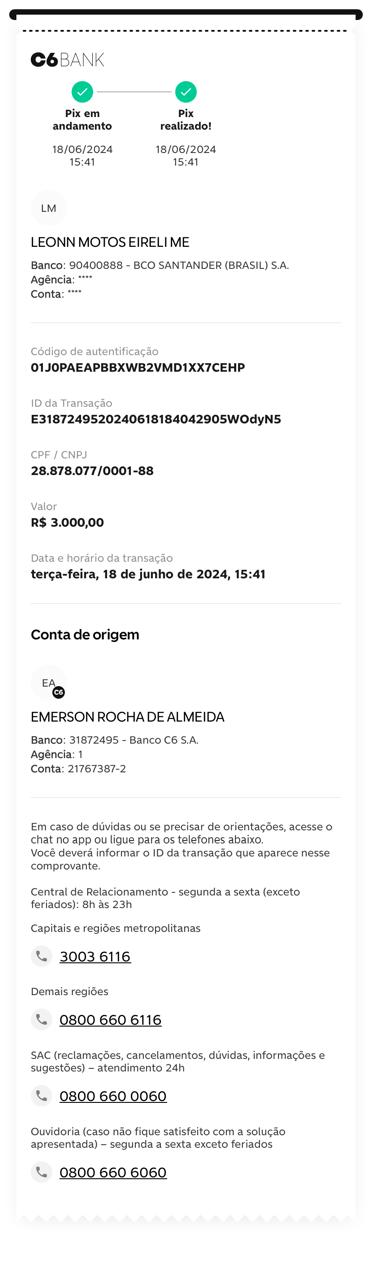 C6BANK
Pix em andamento
Pix realizado!
18/06/2024
15:41
18/06/2024
15:41
LM
LEONN MOTOS EIRELI ME
Banco: 90400888 - BCO SANTANDER (BRASIL) S.A.
Agência: ****
Conta: ****
Código de autentificação
01J0PAEAPBBXWB2VMD1XX7CEHP
ID da Transação
E3187249520240618184042905WOdyN5
CPF / CNPJ
28.878.077/0001-88
Valor
R$ 3.000,00
Data e horário da transação
terça-feira, 18 de junho de 2024, 15:41
Conta de origem
EA
C6
EMERSON ROCHA DE ALMEIDA
Banco: 31872495 - Banco C6 S.A.
Agência: 1
Conta: 21767387-2
Em caso de dúvidas ou se precisar de orientações, acesse o
chat no app ou ligue para os telefones abaixo.
Você deverá informar o ID da transação que aparece nesse
comprovante.
Central de Relacionamento - segunda a sexta (exceto
feriados): 8h às 23h
Capitais e regiões metropolitanas
3003 6116
Demais regiões
0800 660 6116
SAC (reclamações, cancelamentos, dúvidas, informações e
sugestões) – atendimento 24h
0800 660 0060
Ouvidoria (caso não fique satisfeito com a solução
apresentada) – segunda a sexta exceto feriados
0800 660 6060